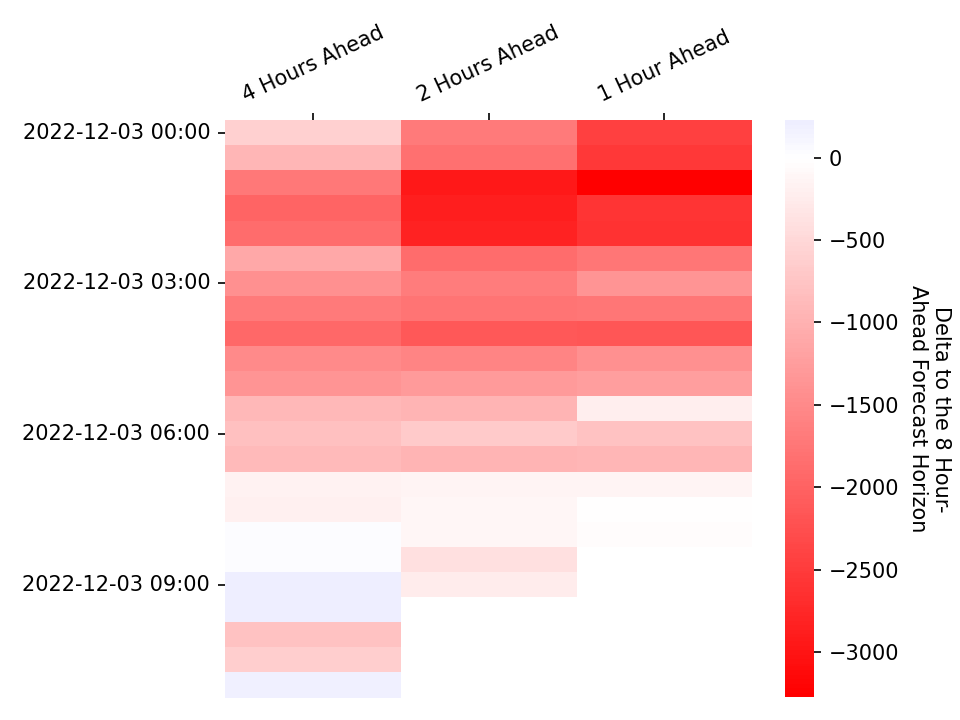 4 Hours Ahead
2 Hours Ahead
1 Hour Ahead
2022-12-03 00:00
2022-12-03 03:00
2022-12-03 06:00
2022-12-03 09:00
0
−500
−1000
−1500
−2000
−2500
−3000
Delta to the 8 Hour-
Ahead Forecast Horizon